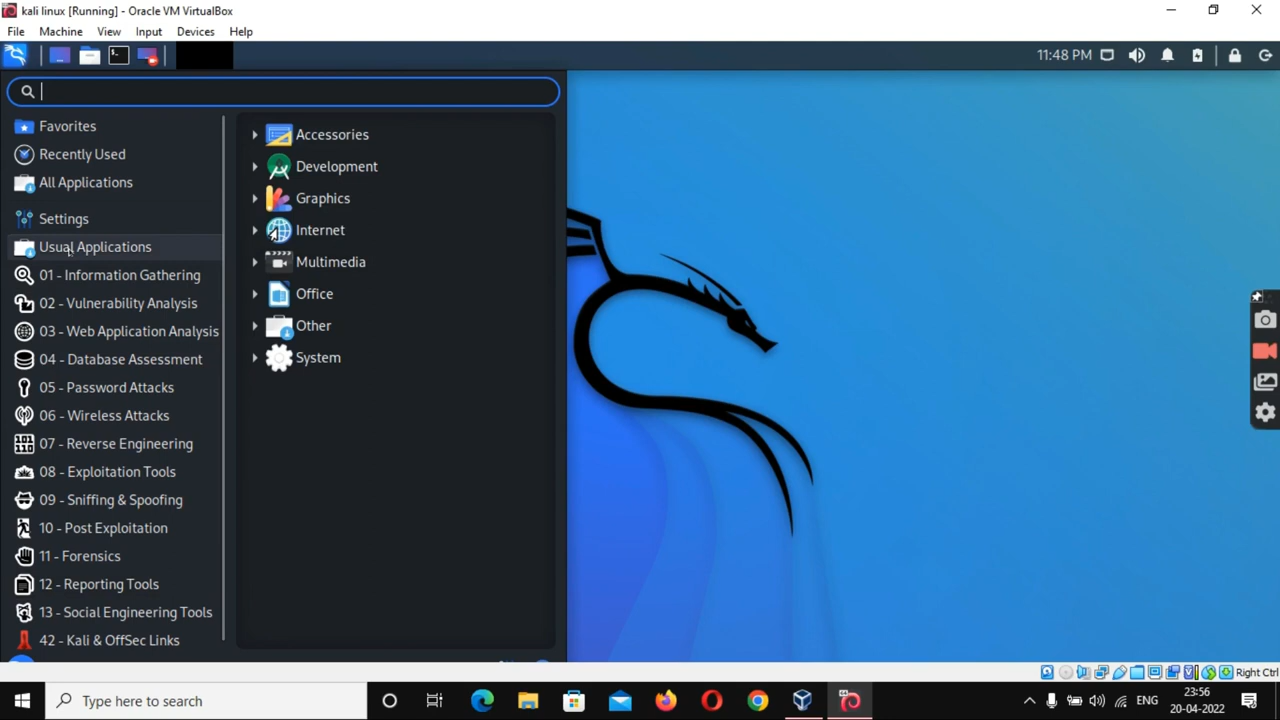 kali linux [Running] - Oracle VM VirtualBox
File Machine View Input Devices Help
11:48 PM
Favorites
Recently Used
All Applications
Settings
Usual Applications
01 - Information Gathering
02 - Vulnerability Analysis
03 - Web Application Analysis
04 - Database Assessment
05 - Password Attacks
06 - Wireless Attacks
07 - Reverse Engineering
08 - Exploitation Tools
09 - Sniffing & Spoofing
10 - Post Exploitation
11 - Forensics
12 - Reporting Tools
13 - Social Engineering Tools
42 - Kali & OffSec Links
Accessories
Development
Graphics
Internet
Multimedia
Office
Other
System
Right Ctrl
Type here to search
ENG
23:56
20-04-2022